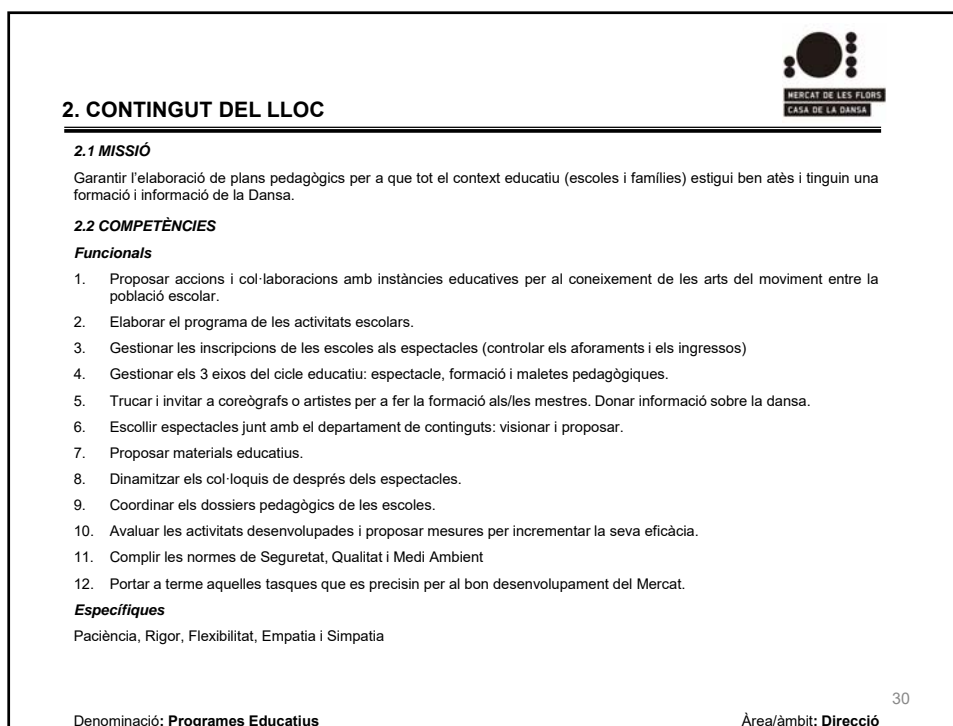 MERCAT DE LES FLORS
CASA DE LA DANSA
2. CONTINGUT DEL LLOC
2.1 MISSIÓ
Garantir l'elaboració de plans pedagògics per a que tot el context educatiu (escoles i famílies) estigui ben atès i tinguin una
formació i informació de la Dansa.
2.2 COMPETÈNCIES
Funcionals
1. Proposar accions i col·laboracions amb instàncies educatives per al coneixement de les arts del moviment entre la
població escolar.
2. Elaborar el programa de les activitats escolars.
3. Gestionar les inscripcions de les escoles als espectacles (controlar els aforaments i els ingressos)
4. Gestionar els 3 eixos del cicle educatiu: espectacle, formació i maletes pedagògiques.
5. Trucar i invitar a coreògrafs o artistes per a fer la formació als/les mestres. Donar informació sobre la dansa.
6. Escollir espectacles junt amb el departament de continguts: visionar i proposar.
7. Proposar materials educatius.
8. Dinamitzar els col·loquis de després dels espectacles.
9. Coordinar els dossiers pedagògics de les escoles.
10. Avaluar les activitats desenvolupades i proposar mesures per incrementar la seva eficàcia.
11. Complir les normes de Seguretat, Qualitat i Medi Ambient
12. Portar a terme aquelles tasques que es precisin per al bon desenvolupament del Mercat.
Específiques
Paciència, Rigor, Flexibilitat, Empatia i Simpatia
30
Denominació: Programes Educatius Àrea/àmbit: Direcció